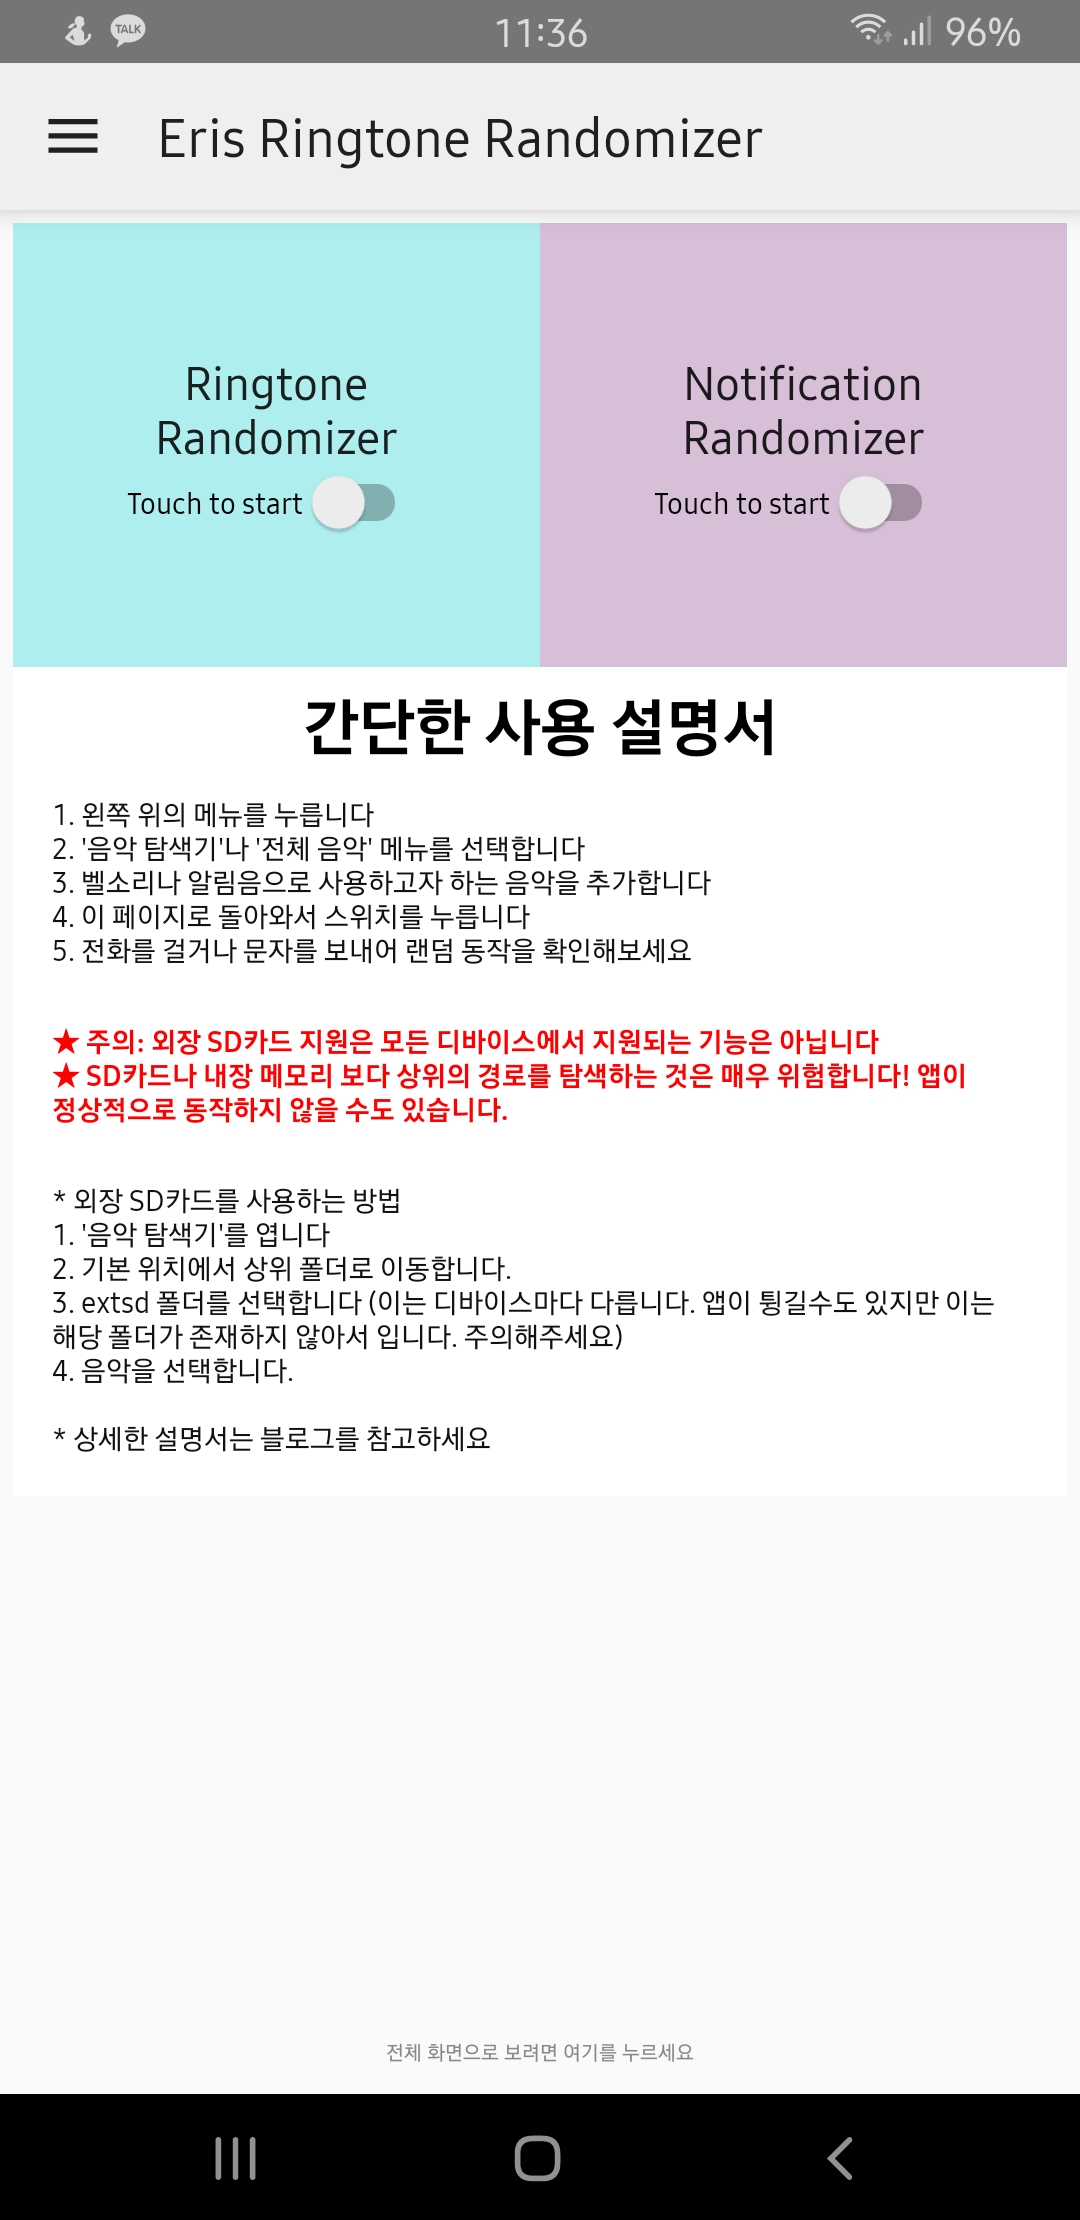 TALK
11:36
96%
Eris Ringtone Randomizer
Ringtone
Randomizer
Touch to start
Notification
Randomizer
Touch to start
간단한 사용 설명서
1. 왼쪽 위의 메뉴를 누릅니다
2. '음악 탐색기'나 '전체 음악' 메뉴를 선택합니다
3. 벨소리나 알림음으로 사용하고자 하는 음악을 추가합니다
4. 이 페이지로 돌아와서 스위치를 누릅니다
5. 전화를 걸거나 문자를 보내어 랜덤 동작을 확인해보세요
★ 주의: 외장 SD카드 지원은 모든 디바이스에서 지원되는 기능은 아닙니다
★ SD카드나 내장 메모리 보다 상위의 경로를 탐색하는 것은 매우 위험합니다! 앱이
정상적으로 동작하지 않을 수도 있습니다.
* 외장 SD카드를 사용하는 방법
1. '음악 탐색기'를 엽니다
2. 기본 위치에서 상위 폴더로 이동합니다.
3. extsd 폴더를 선택합니다 (이는 디바이스마다 다릅니다. 앱이 튕길수도 있지만 이는
해당 폴더가 존재하지 않아서 입니다. 주의해주세요)
4. 음악을 선택합니다.
* 상세한 설명서는 블로그를 참고하세요
전체 화면으로 보려면 여기를 누르세요